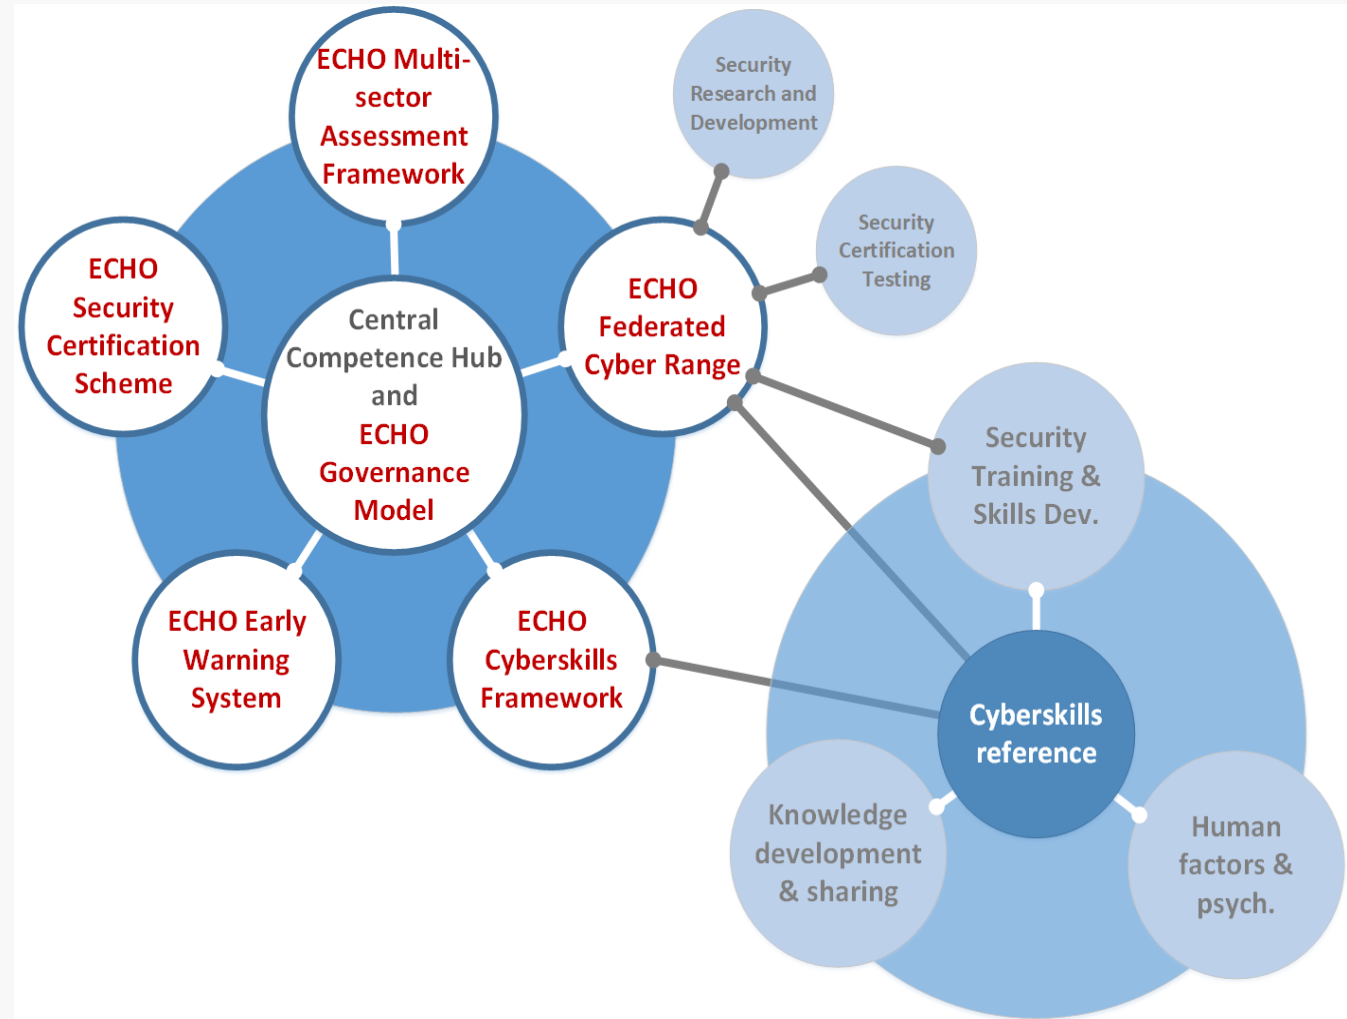 ECHO Multi-
sector
Assessment
Framework
Security
Research and
Development
Security
Certification
Testing
ECHO
Security
Certification
Scheme
Central
Competence Hub
and
ECHO
Governance
Model
ECHO
Federated
Cyber Range
Security
Training &
Skills Dev.
ECHO Early
Warning
System
ECHO
Cyberskills
Framework
Cyberskills
reference
Knowledge
development
& sharing
Human
factors &
psych.